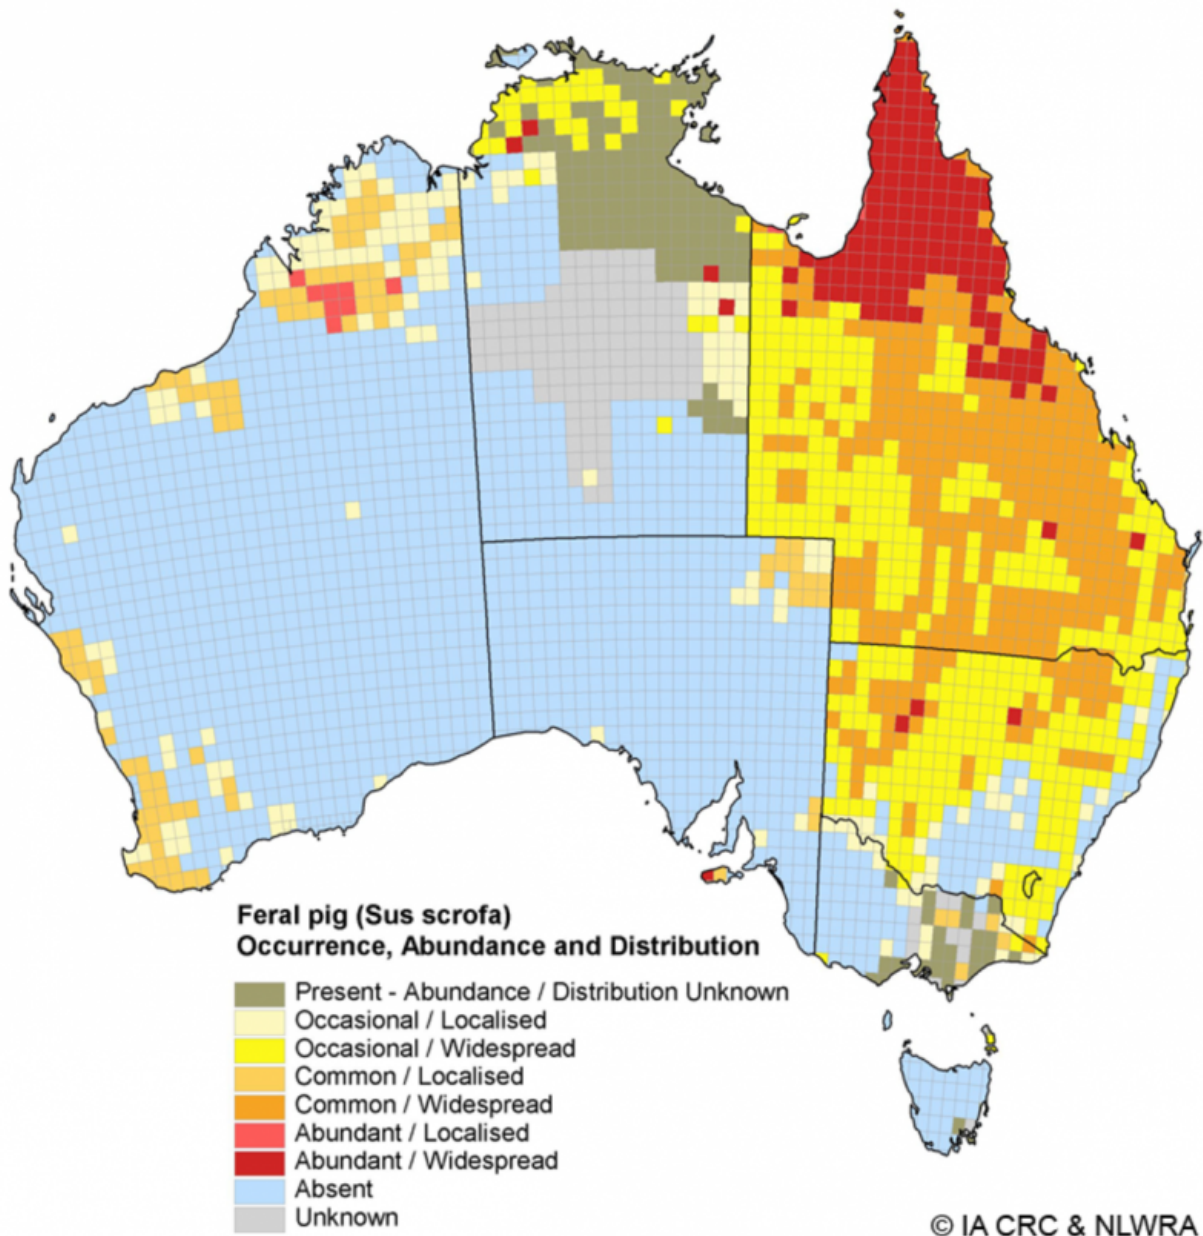 Feral pig (Sus scrofa)
Occurrence, Abundance and Distribution
Present - Abundance / Distribution Unknown
Occasional / Localised
Occasional / Widespread
Common / Localised
Common / Widespread
Abundant / Localised
Abundant / Widespread
Absent
Unknown
© IA CRC & NLWRA